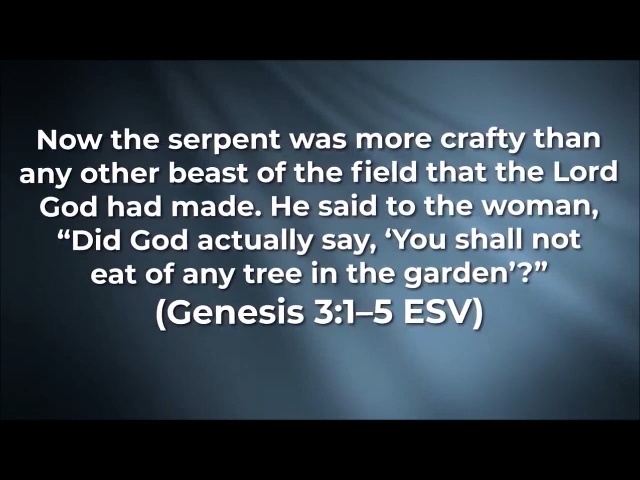 Now the serpent was more crafty than
any other beast of the field that the Lord
God had made. He said to the woman,
“Did God actually say, ‘You shall not
eat of any tree in the garden’?”
(Genesis 3:1–5 ESV)